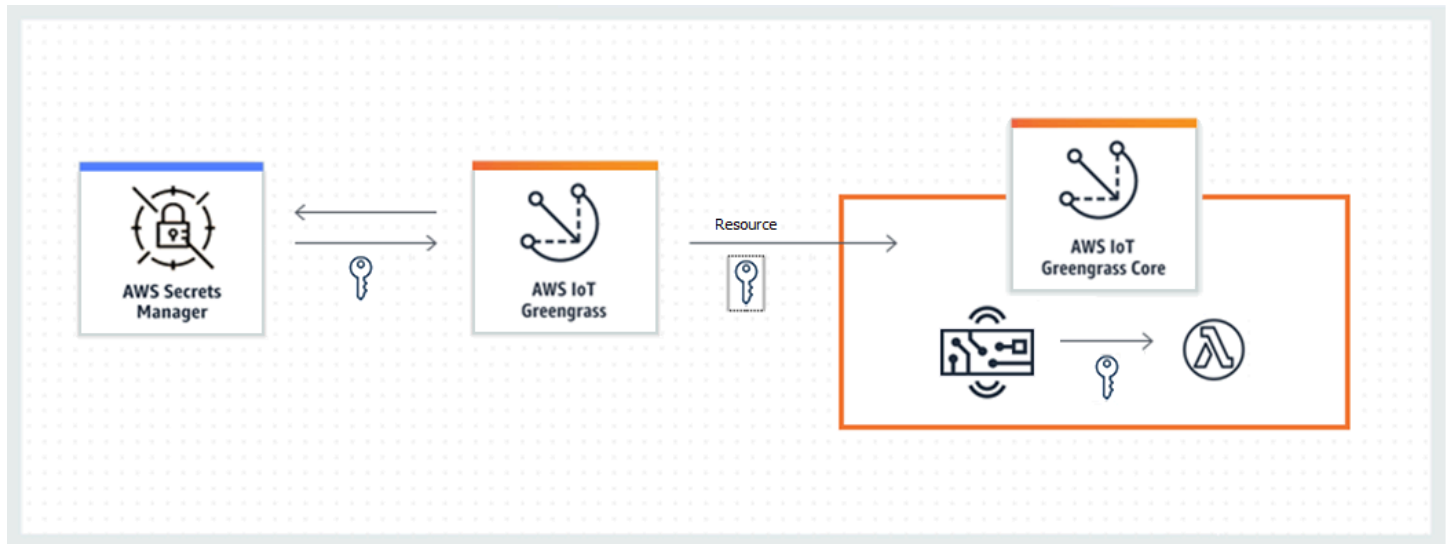 AWS Secrets
Manager
AWS IoT
Greengrass
Resource
AWS IoT
Greengrass Core